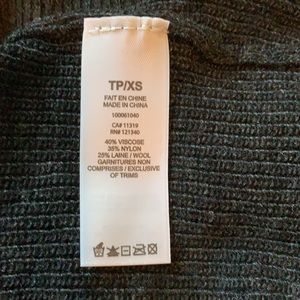 TP/XS
FAIT EN CHINE
MADE IN CHINA
100061040
CA# 11319
RN# 121340
40% VISCOSE
35% NYLON
25% LAINE / WOOL
GARNITURES NON
COMPRISES / EXCLUSIVE
OF TRIMS